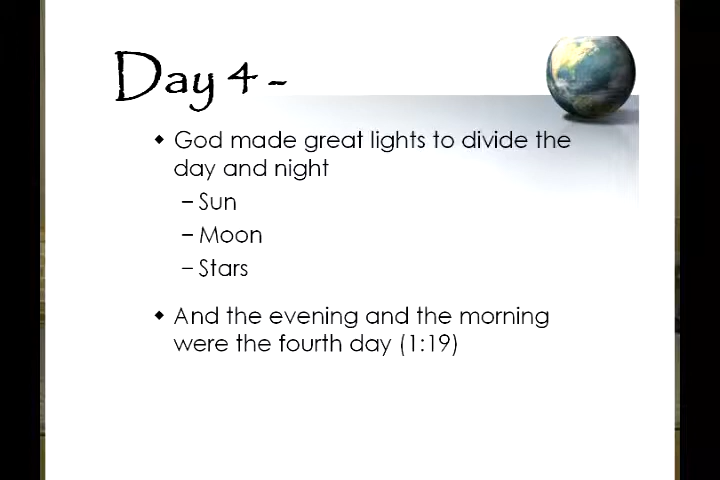 Day 4 -
◆ God made great lights to divide the
day and night
– Sun
– Moon
– Stars
◆ And the evening and the morning
were the fourth day (1:19)